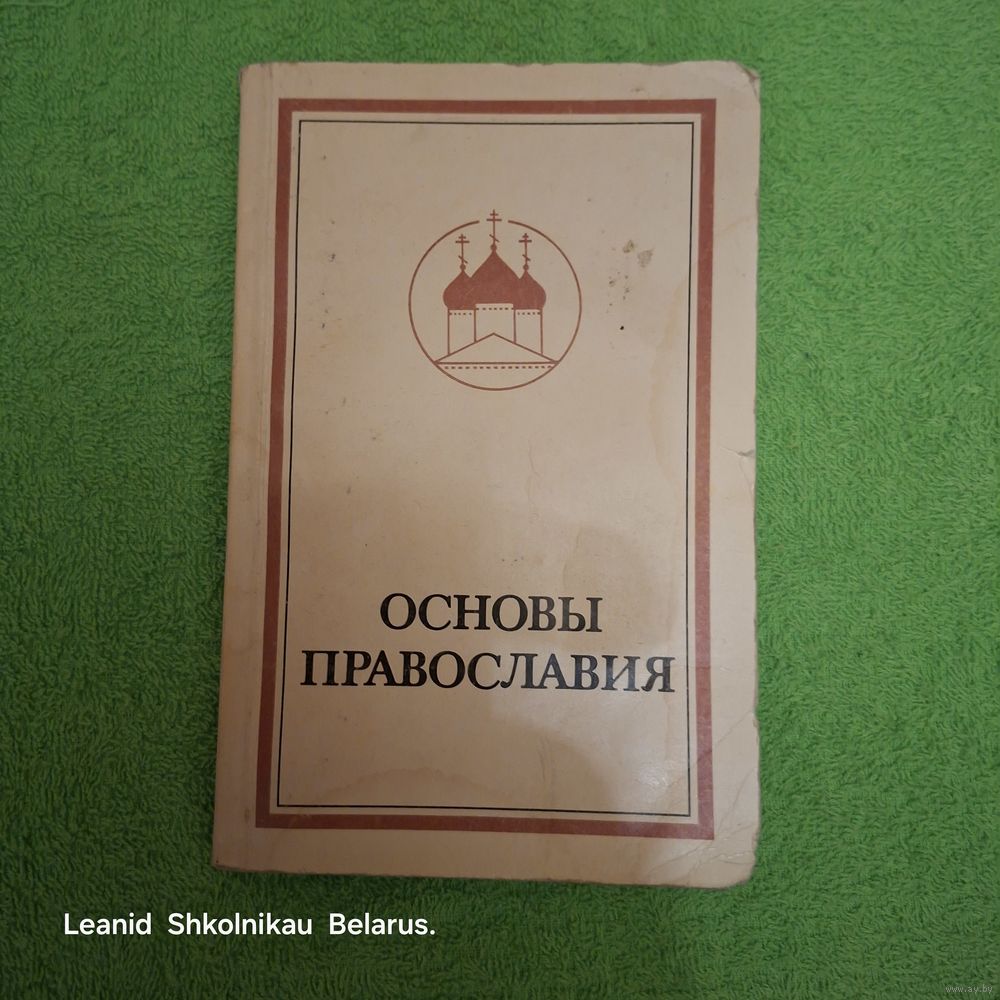 ОСНОВЫ
ПРАВОСЛАВИЯ
Leanid Shkolnikau Belarus.
www.ay.by